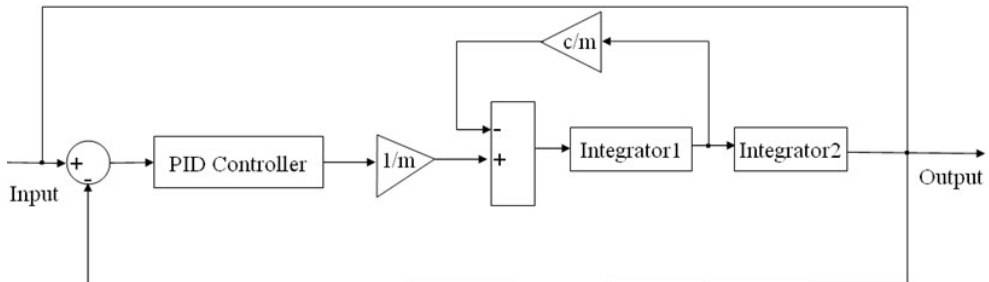 c/m
-
+
-
PID Controller
1/m
+
Integrator1
Integrator2
Input
Output